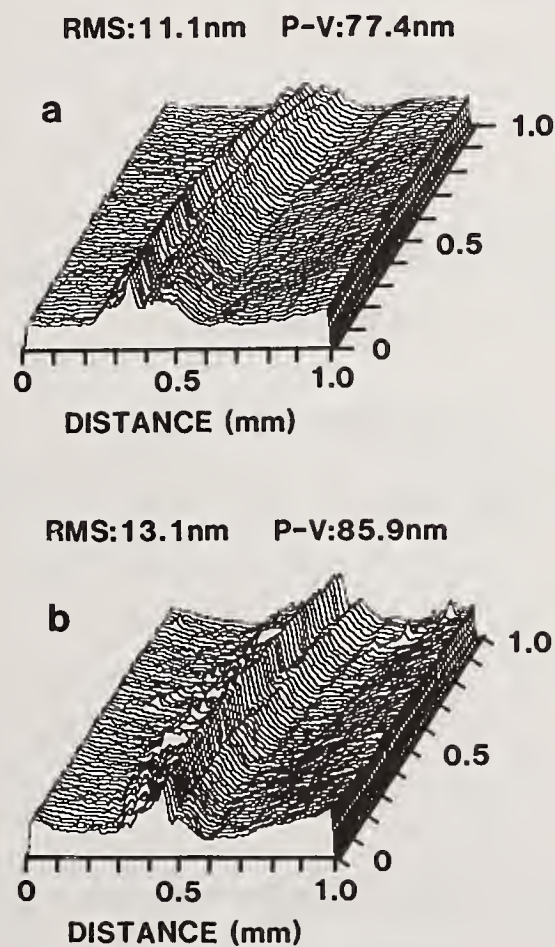 RMS:11.1nm P-V:77.4nm
a
1.0
0.5
0
0 0.5 1.0
DISTANCE (mm)
RMS:13.1nm P-V:85.9nm
b
1.0
0.5
0
0 0.5 1.0
DISTANCE (mm)